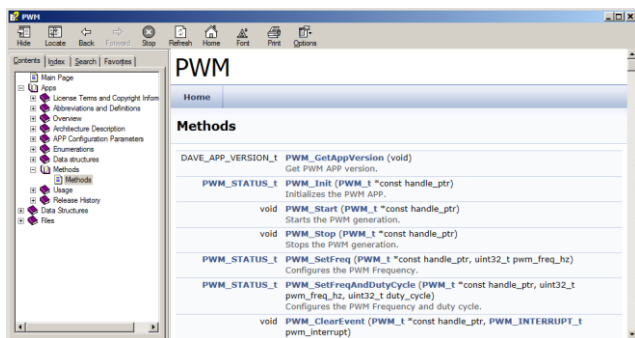 PWM
Hide Locate Back Forward Stop Refresh Home Font Print Options
Contents Index Search Favorites
Main Page
Apps
License Terms and Copyright Inform
Abbreviations and Definitions
Overview
Architecture Description
APP Configuration Parameters
Enumerations
Data structures
Methods
Methods
Usage
Release History
Data Structures
Files
PWM
Home
Methods
DAVE_APP_VERSION_t PWM_GetAppVersion (void)
Get PWM APP version.
PWM_STATUS_t PWM_Init (PWM_t *const handle_ptr)
Initializes the PWM APP.
void PWM_Start (PWM_t *const handle_ptr)
Starts the PWM generation.
void PWM_Stop (PWM_t *const handle_ptr)
Stops the PWM generation.
PWM_STATUS_t PWM_SetFreq (PWM_t *const handle_ptr, uint32_t pwm_freq_hz)
Configures the PWM Frequency.
PWM_STATUS_t PWM_SetFreqAndDutyCycle (PWM_t *const handle_ptr, uint32_t
pwm_freq_hz, uint32_t duty_cycle)
Configures the PWM Frequency and duty cycle.
void PWM_ClearEvent (PWM_t *const handle_ptr, PWM_INTERRUPT_t
pwm_interrupt)